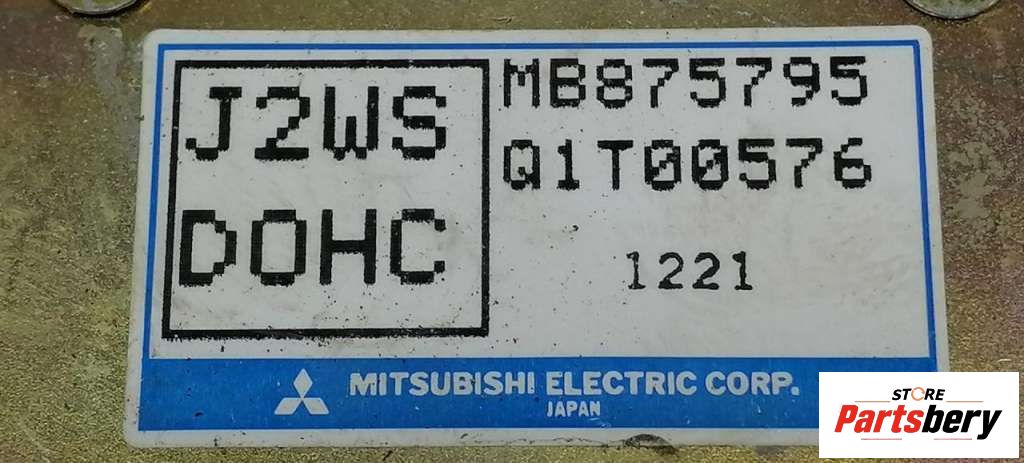 J2WS
DOHC
MB875795
Q1T00576
1221
MITSUBISHI ELECTRIC CORP.
JAPAN
STORE
Partsbery